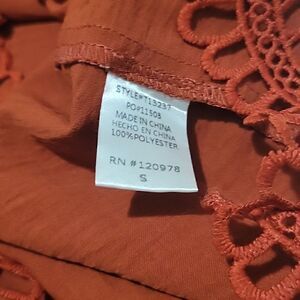 STYLE#T13237
PO#11503
MADE IN CHINA
HECHO EN CHINA
100%POLYESTER
RN #120978
S